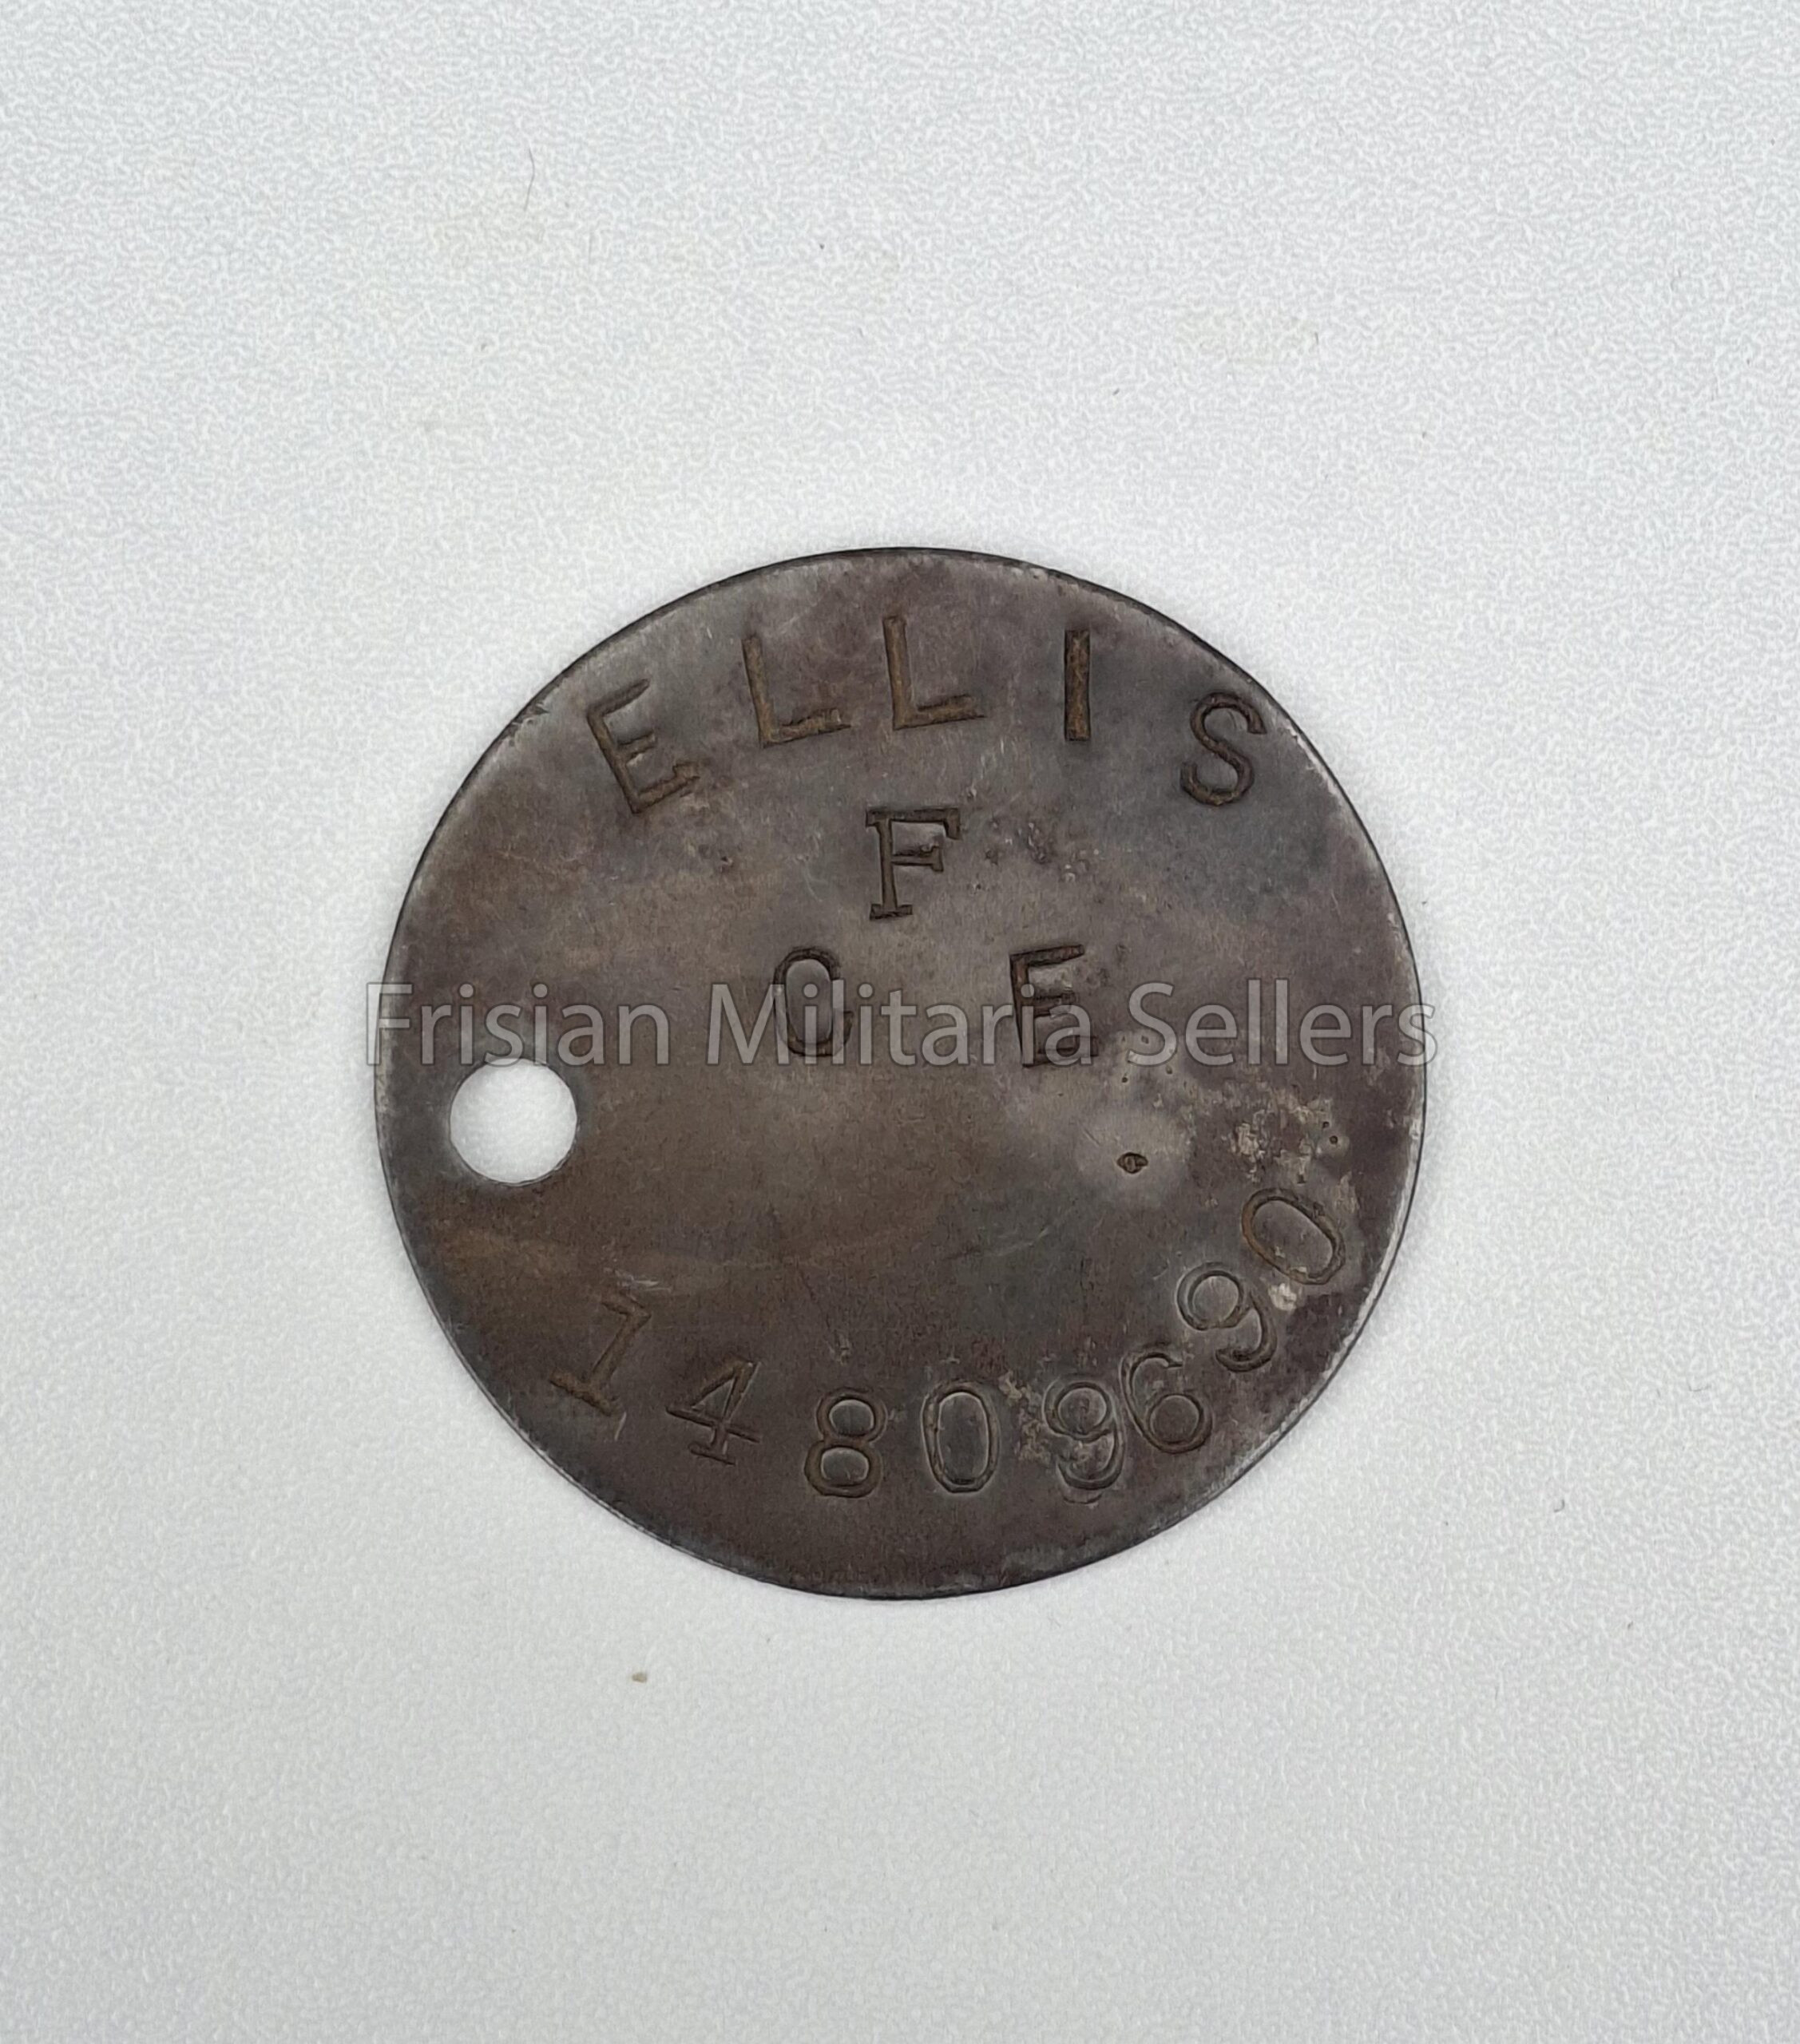 ELLIS
F
C E
Frisian Militaria Sellers
14809690